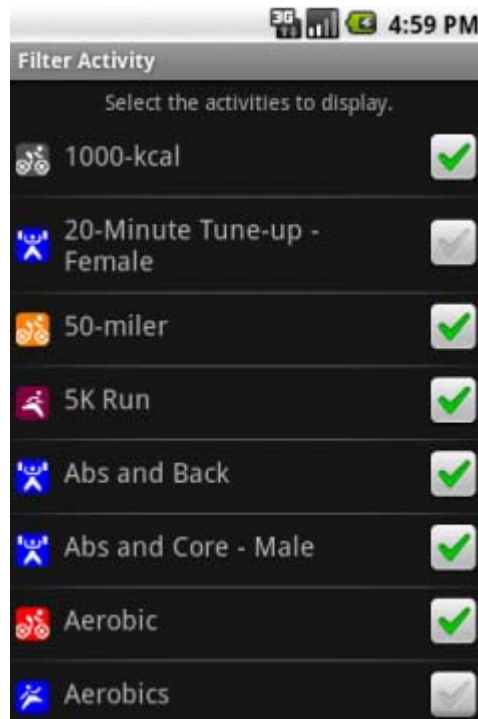 3G 4:59 PM
Filter Activity
Select the activities to display.
1000-kcal
20-Minute Tune-up -
Female
50-miler
5K Run
Abs and Back
Abs and Core - Male
Aerobic
Aerobics